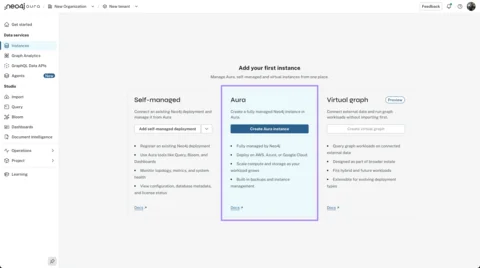 neo4j aura
New Organization
New tenant
Feedback
Get started
Data services
Instances
Graph Analytics
GraphQL Data APIs
Agents
Studio
Import
Query
Bloom
Dashboards
Document intelligence
Operations
Project
Learning
Add your first instance
Manage Aura, self-managed and virtual instances from one place
Self-managed
Connect an existing Neo4j deployment and
manage it from Aura.
Add self-managed deployment
Register an existing Neo4j deployment
Use Aura tools like Query, Bloom, and
Dashboards
Monitor topology, metrics, and system
health
View configuration, database metadata,
and license status
Docs
Aura
Create a fully managed Neo4j instance in
Aura.
Create Aura instance
Fully managed by Neo4j
Deploy on AWS, Azure, or Google Cloud
Scale compute and storage as your
workload grows
Built-in backups and instance
management
Docs
Virtual graph
Preview
Connect external data and run graph
workloads without importing first.
Create virtual graph
Query graph workloads on connected
external data
Designed as part of broader estate
Fits hybrid and future workloads
Extensible for evolving deployment
types
Docs